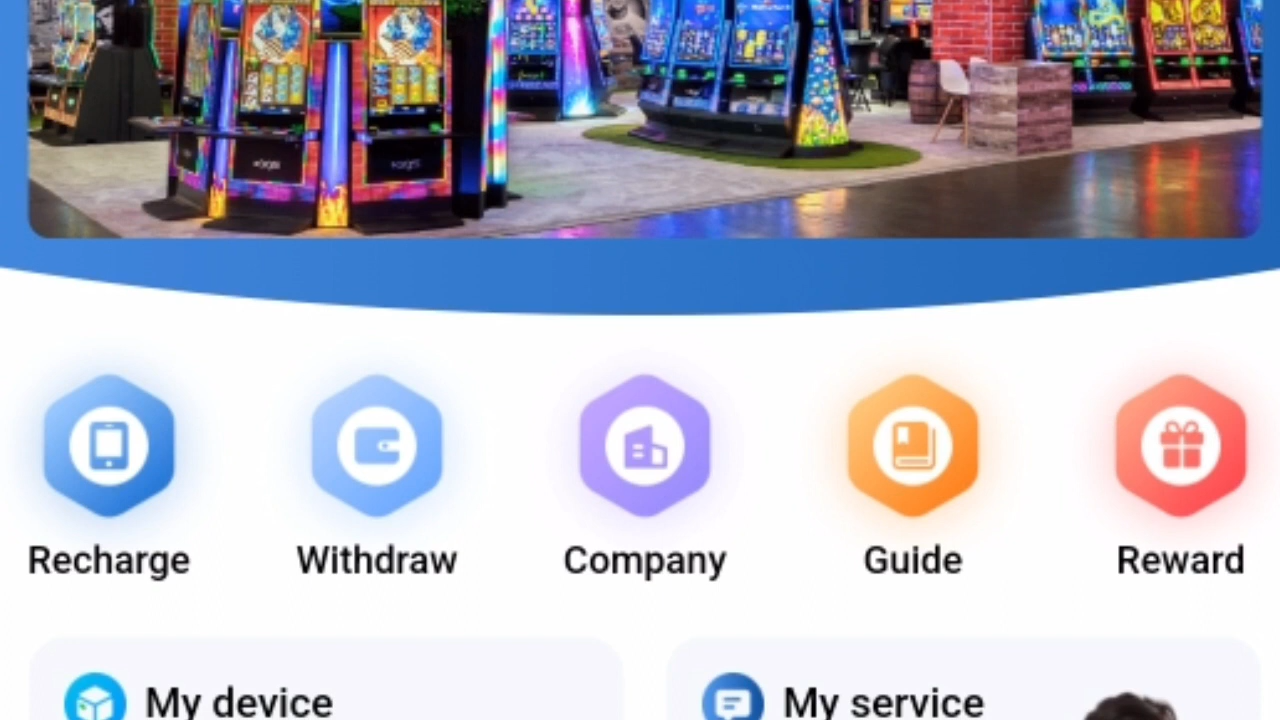 Recharge
Withdraw
Company
Guide
Reward
My device
My service